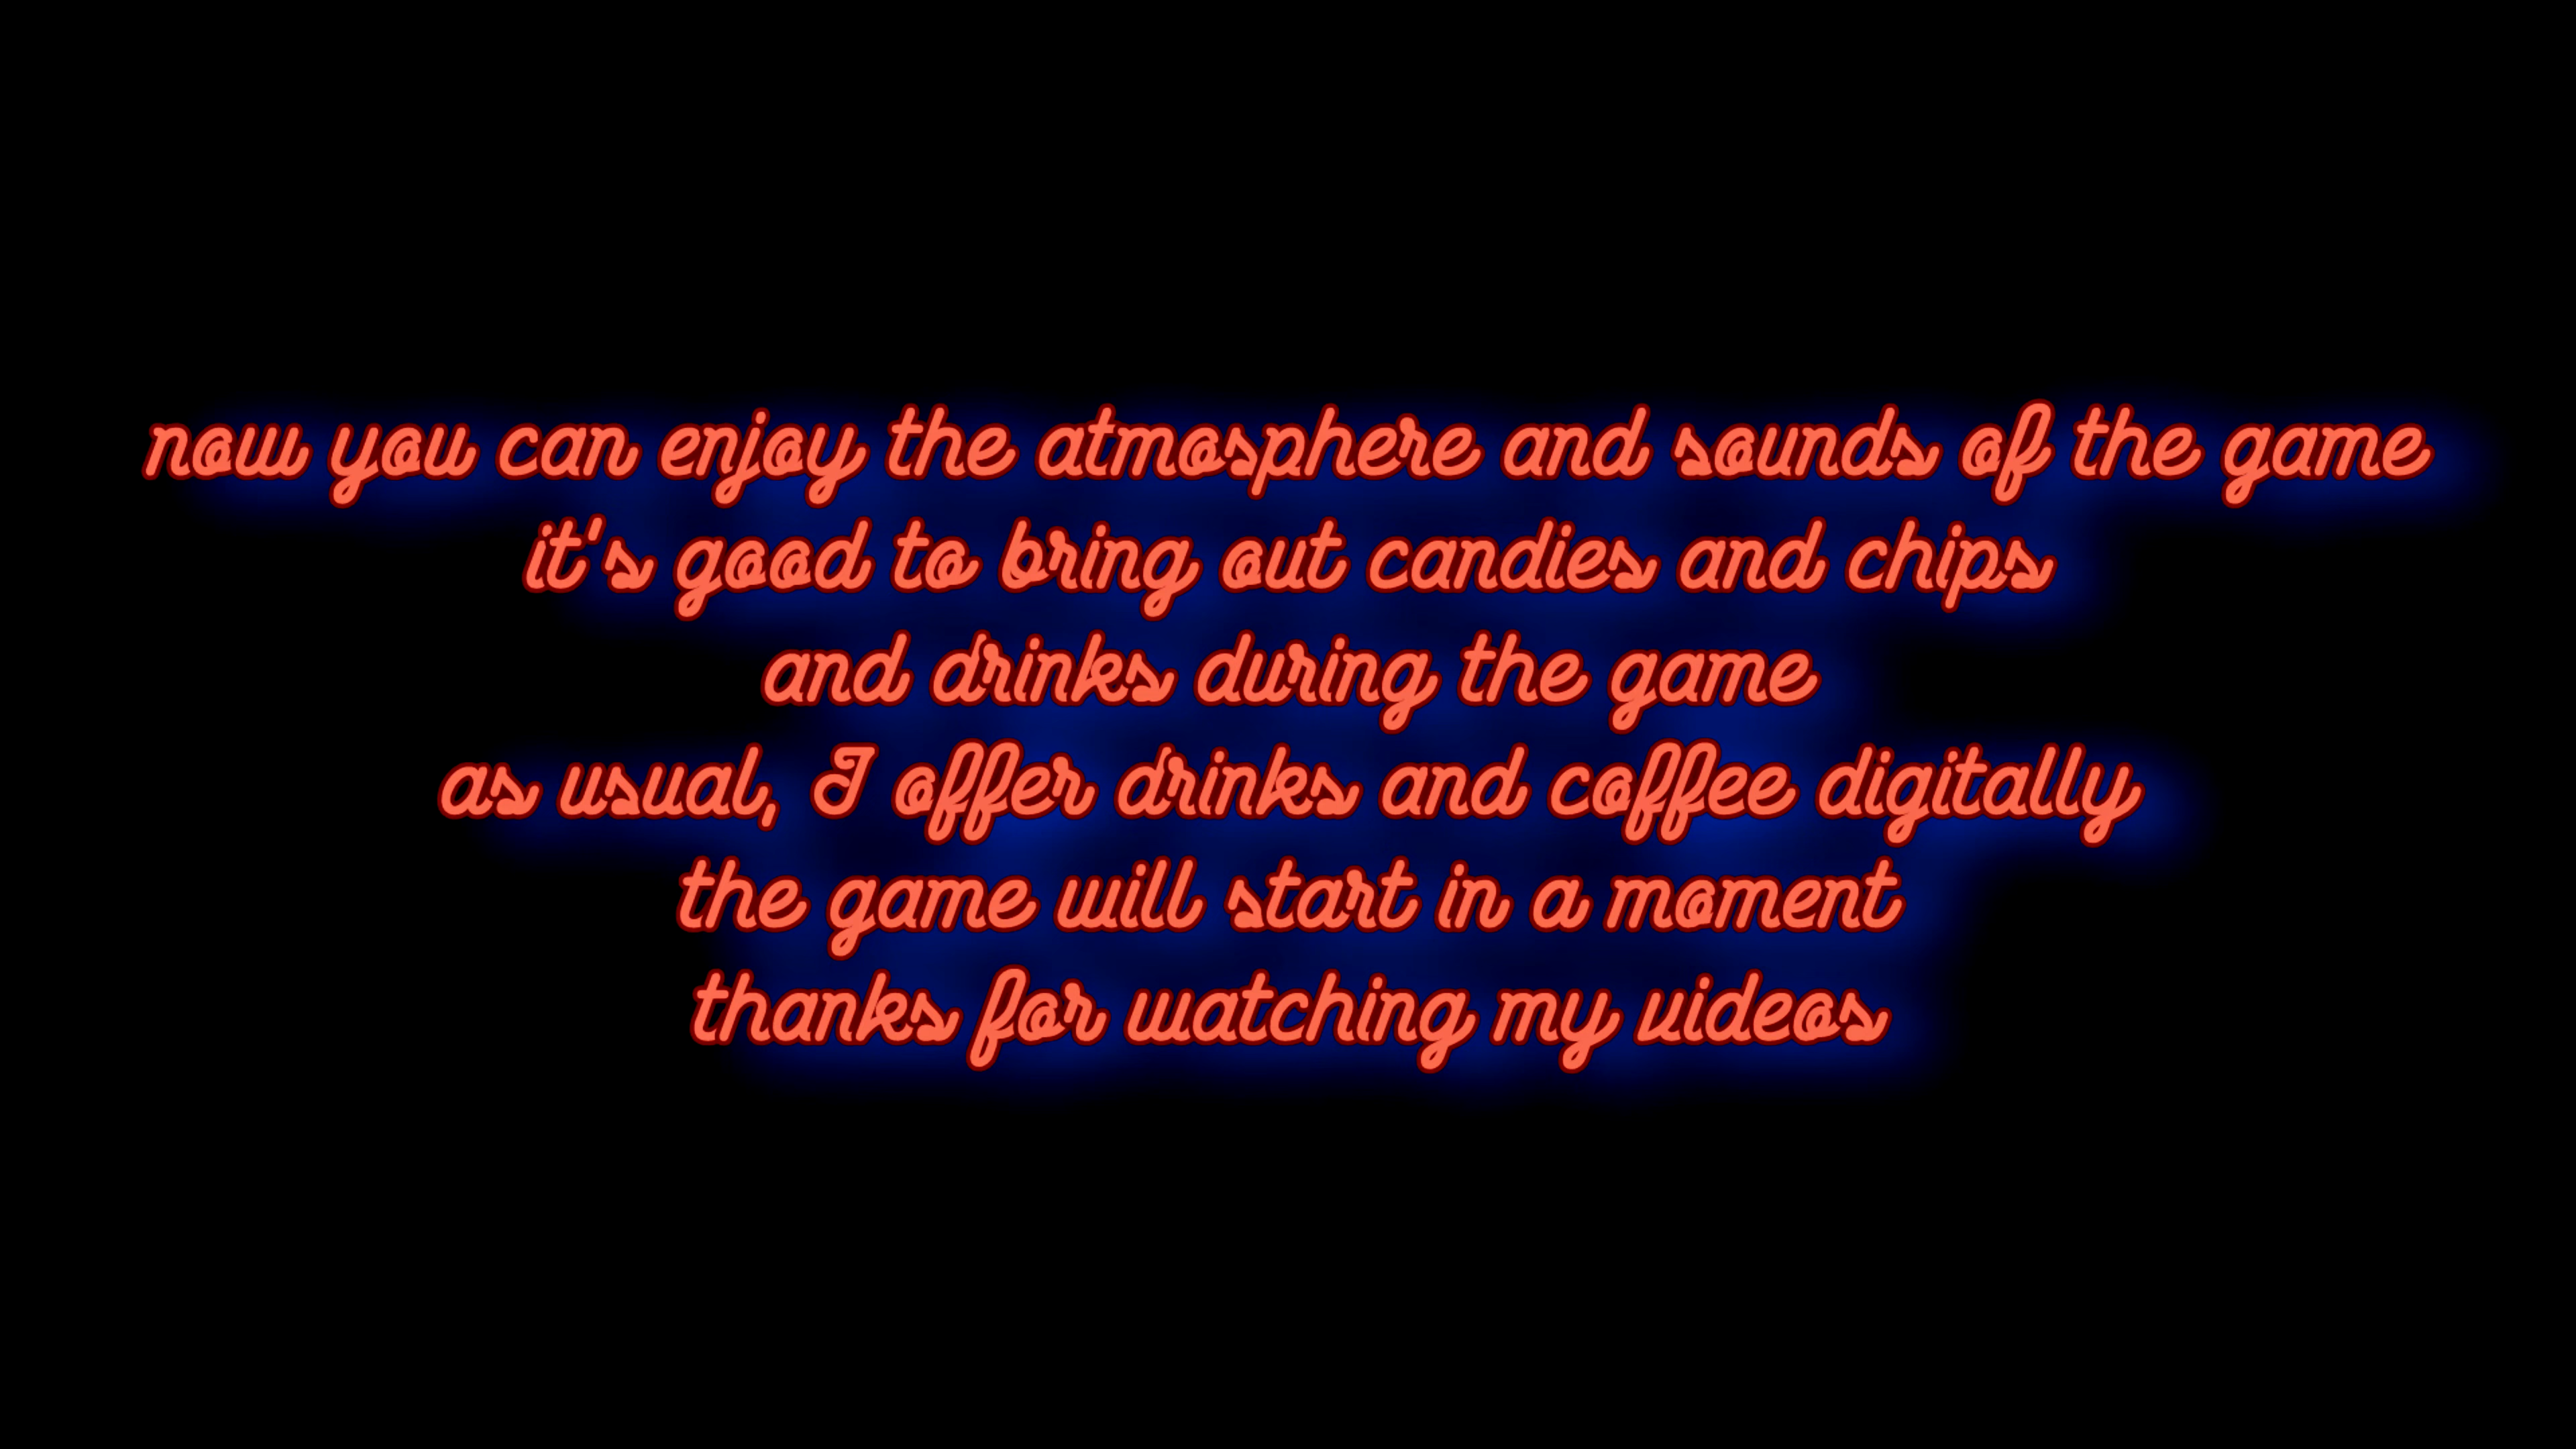 now you can enjoy the atmosphere and sounds of the game
it's good to bring out candies and chips
and drinks during the game
as usual, I offer drinks and coffee digitally
the game will start in a moment
thanks for watching my videos